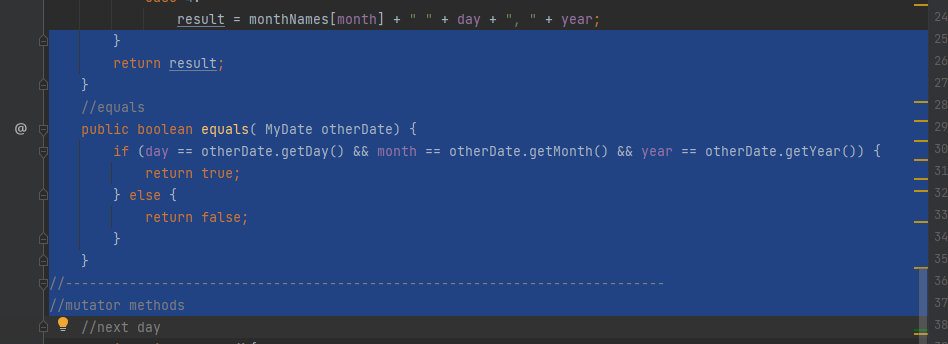 result = monthNames[month] + " " + day + ", " + year;
}
return result;
}
//equals
@ public boolean equals( MyDate otherDate) {
if (day == otherDate.getDay() && month == otherDate.getMonth() && year == otherDate.getYear()) {
return true;
} else {
return false;
}
}
//---------------------------------------------------------------------------
//mutator methods
//next day
24
25
26
27
28
29
30
31
32
33
34
35
36
37
38